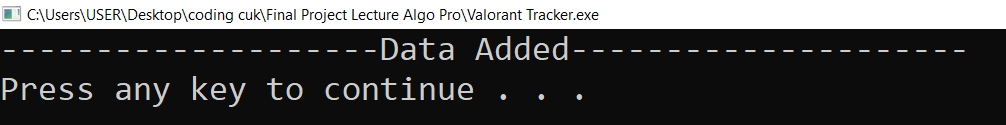 C:\Users\USER\Desktop\coding cuk\Final Project Lecture Algo Pro\Valorant Tracker.exe
--------------------Data Added---------------------
Press any key to continue . . .